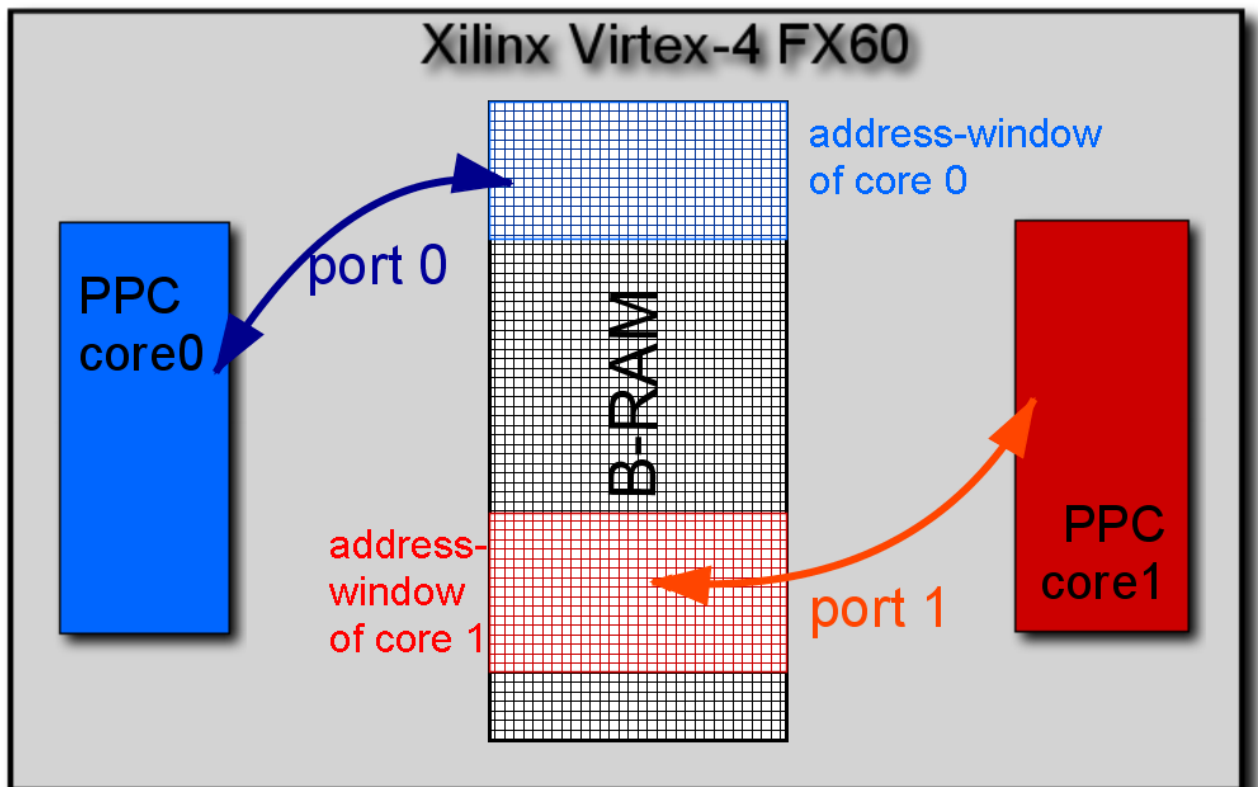 Xilinx Virtex-4 FX60
address-window
of core 0
port 0
PPC
core0
B-RAM
address-
window
of core 1
port 1
PPC
core1